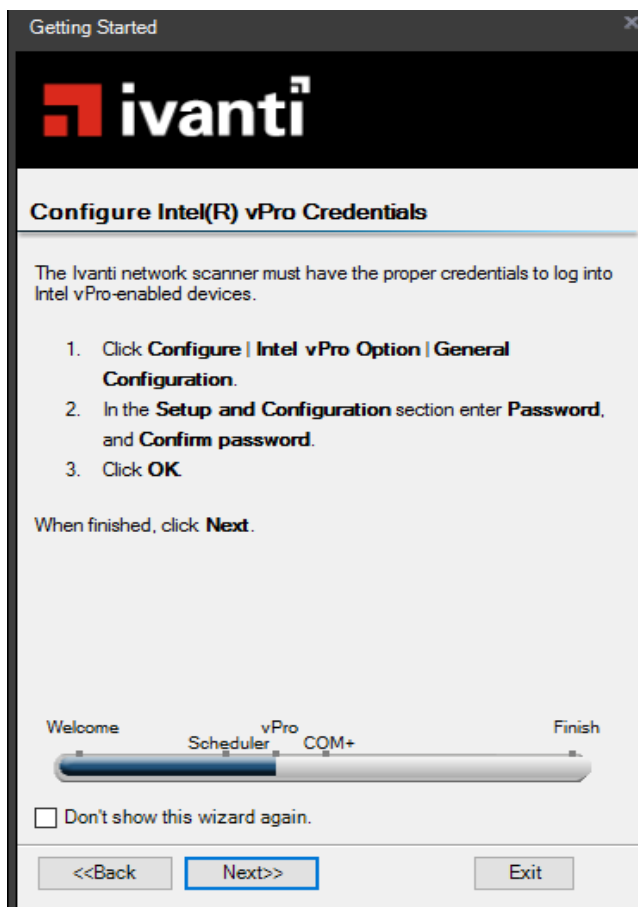 Getting Started
ivanti
Configure Intel(R) vPro Credentials
The Ivanti network scanner must have the proper credentials to log into
Intel vPro-enabled devices.
1. Click Configure | Intel vPro Option | General
Configuration.
2. In the Setup and Configuration section enter Password,
and Confirm password.
3. Click OK.
When finished, click Next.
Welcome vPro Finish
Scheduler COM+
Don't show this wizard again.
<<Back Next>> Exit